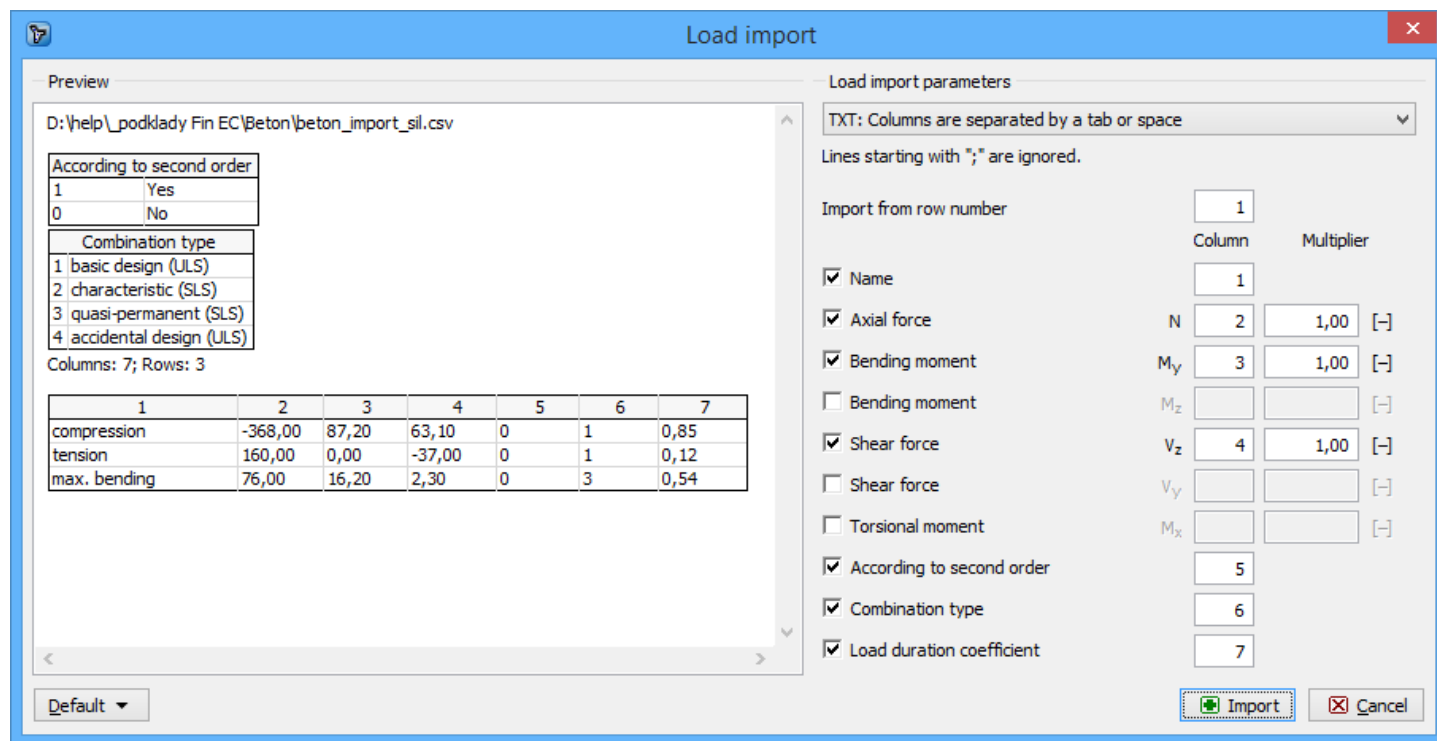 Load import
Preview
D:\help\_podklady Fin EC\Beton\beton_import_sil.csv
According to second order
1 Yes
0 No
Combination type
1 basic design (ULS)
2 characteristic (SLS)
3 quasi-permanent (SLS)
4 accidental design (ULS)
Columns: 7; Rows: 3
1 2 3 4 5 6 7
compression -368,00 87,20 63,10 0 1 0,85
tension 160,00 0,00 -37,00 0 1 0,12
max. bending 76,00 16,20 2,30 0 3 0,54
Default
Load import parameters
TXT: Columns are separated by a tab or space
Lines starting with ";" are ignored.
Import from row number 1
Column Multiplier
Name 1
Axial force N 2 1,00 [–]
Bending moment My 3 1,00 [–]
Bending moment Mz [–]
Shear force Vz 4 1,00 [–]
Shear force Vy [–]
Torsional moment Mx [–]
According to second order 5
Combination type 6
Load duration coefficient 7
Import Cancel